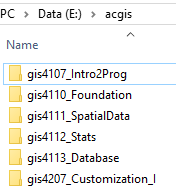 PC > Data (E:) > acgis
Name
gis4107_Intro2Prog
gis4110_Foundation
gis4111_SpatialData
gis4112_Stats
gis4113_Database
gis4207_Customization_I